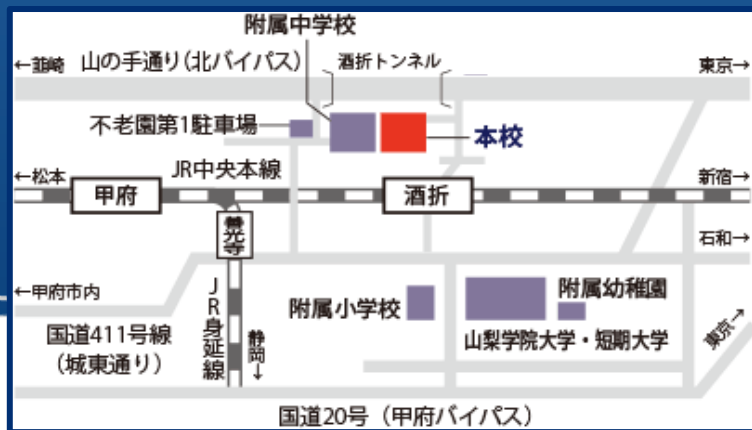 附属中学校
←韮崎 山の手通り(北バイパス) 酒折トンネル 東京→
不老園第1駐車場
本校
JR中央本線
←松本 新宿→
甲府 酒折
善光寺
石和→
←甲府市内
附属小学校
附属幼稚園
山梨学院大学・短期大学
東京→
国道411号線
(城東通り)
JR身延線
静岡→
国道20号(甲府バイパス)